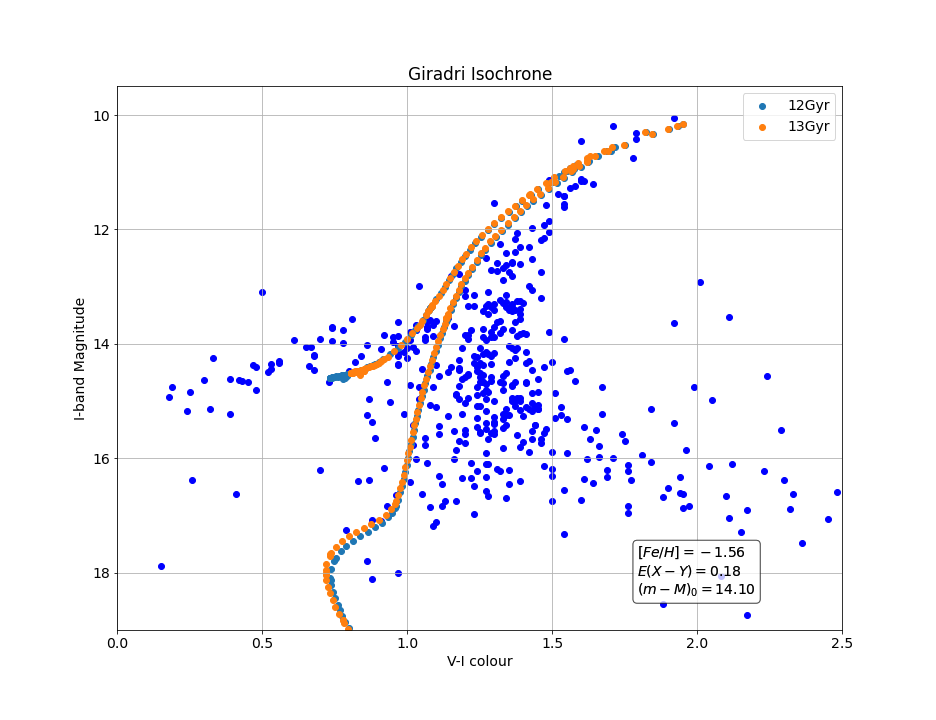 Giradri Isochrone
12Gyr
13Gyr
10
12
14
16
18
I-band Magnitude
[Fe/H] = −1.56
E(X − Y) = 0.18
(m − M)₀ = 14.10
0.0 0.5 1.0 1.5 2.0 2.5
V-I colour